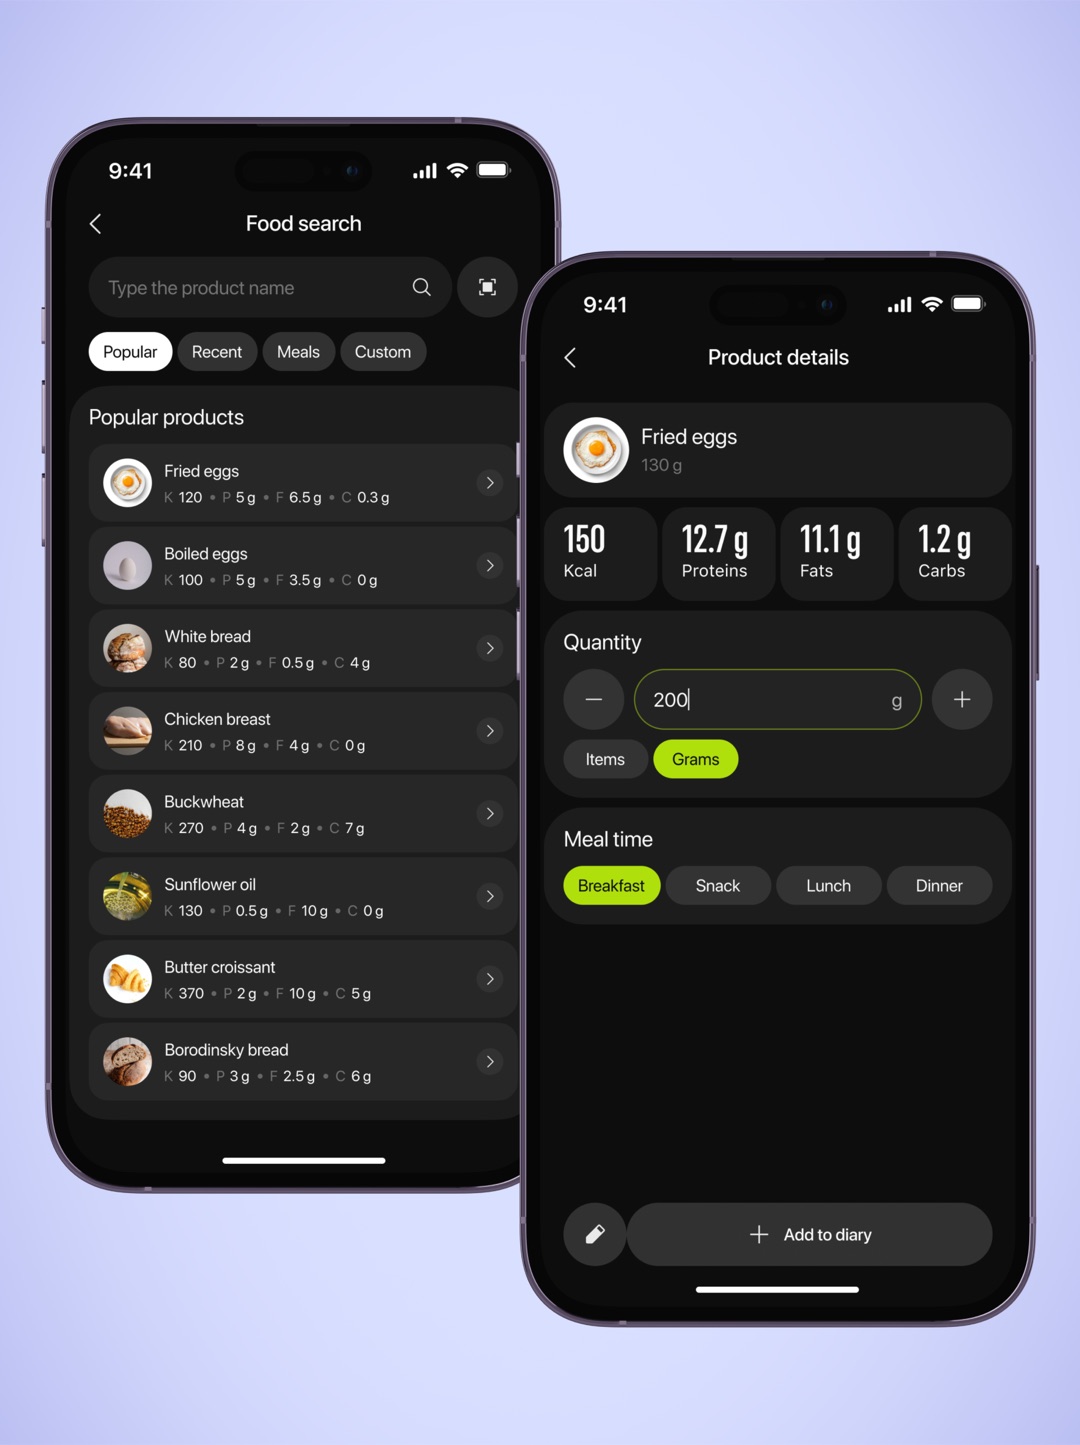 9:41
Food search
Type the product name
Popular Recent Meals Custom
Popular products
Fried eggs
K 120 • P 5 g • F 6.5 g • C 0.3 g
Boiled eggs
K 100 • P 5 g • F 3.5 g • C 0 g
White bread
K 80 • P 2 g • F 0.5 g • C 4 g
Chicken breast
K 210 • P 8 g • F 4 g • C 0 g
Buckwheat
K 270 • P 4 g • F 2 g • C 7 g
Sunflower oil
K 130 • P 0.5 g • F 10 g • C 0 g
Butter croissant
K 370 • P 2 g • F 10 g • C 5 g
Borodinsky bread
K 90 • P 3 g • F 2.5 g • C 6 g
9:41
Product details
Fried eggs
130 g
150 12.7 g 11.1 g 1.2 g
Kcal Proteins Fats Carbs
Quantity
200 g
Items Grams
Meal time
Breakfast Snack Lunch Dinner
Add to diary